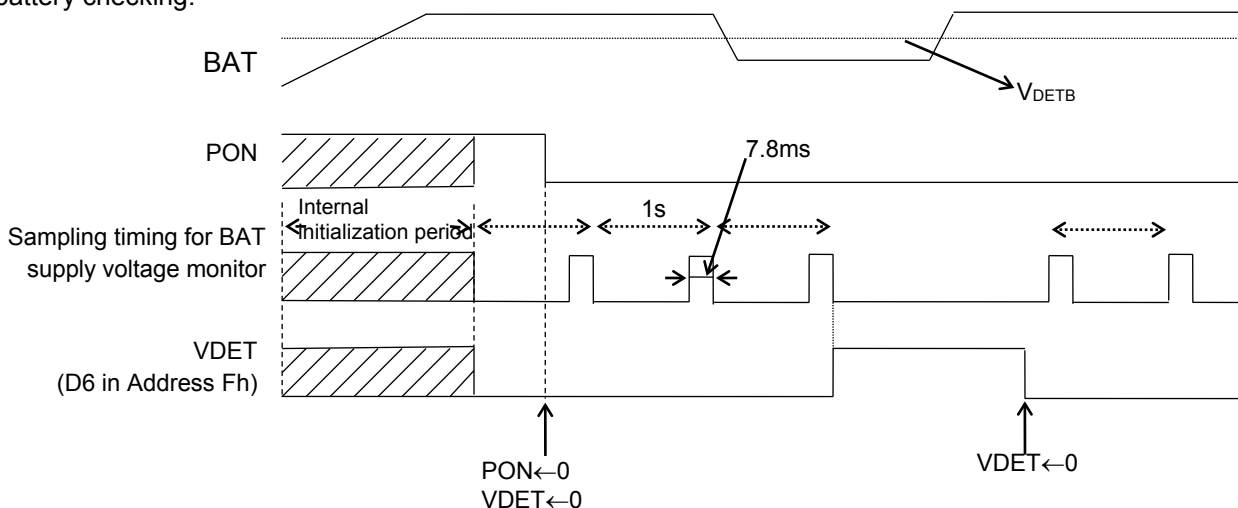 battery checking.
BAT
VDETB
PON
7.8ms
Internal
initialization period
1s
Sampling timing for BAT
supply voltage monitor
VDET
(D6 in Address Fh)
PON←0
VDET←0
VDET←0